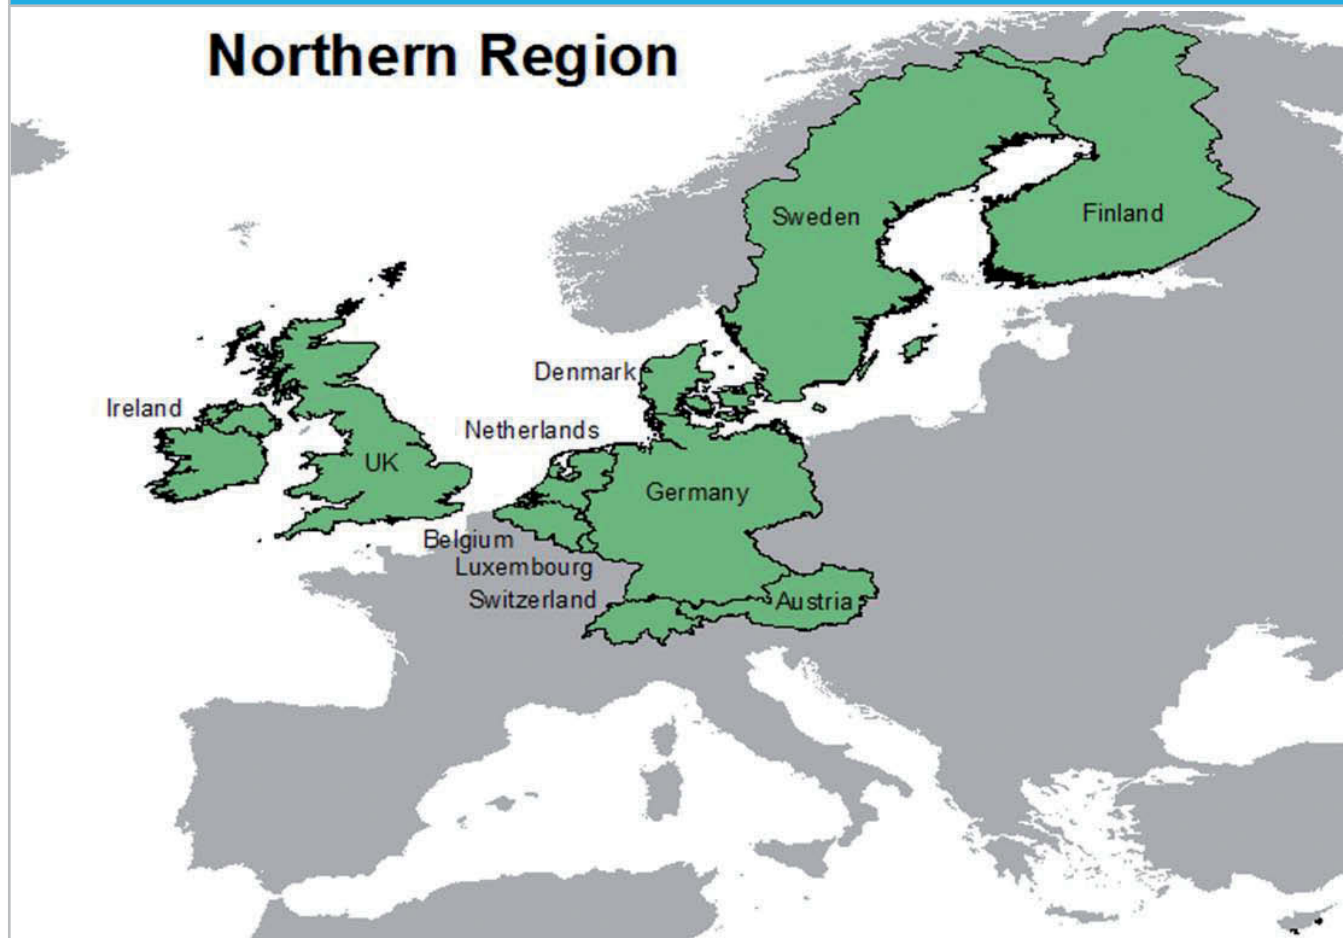 Northern Region
Sweden
Finland
Denmark
Ireland
Netherlands
UK
Germany
Belgium
Luxembourg
Switzerland
Austria